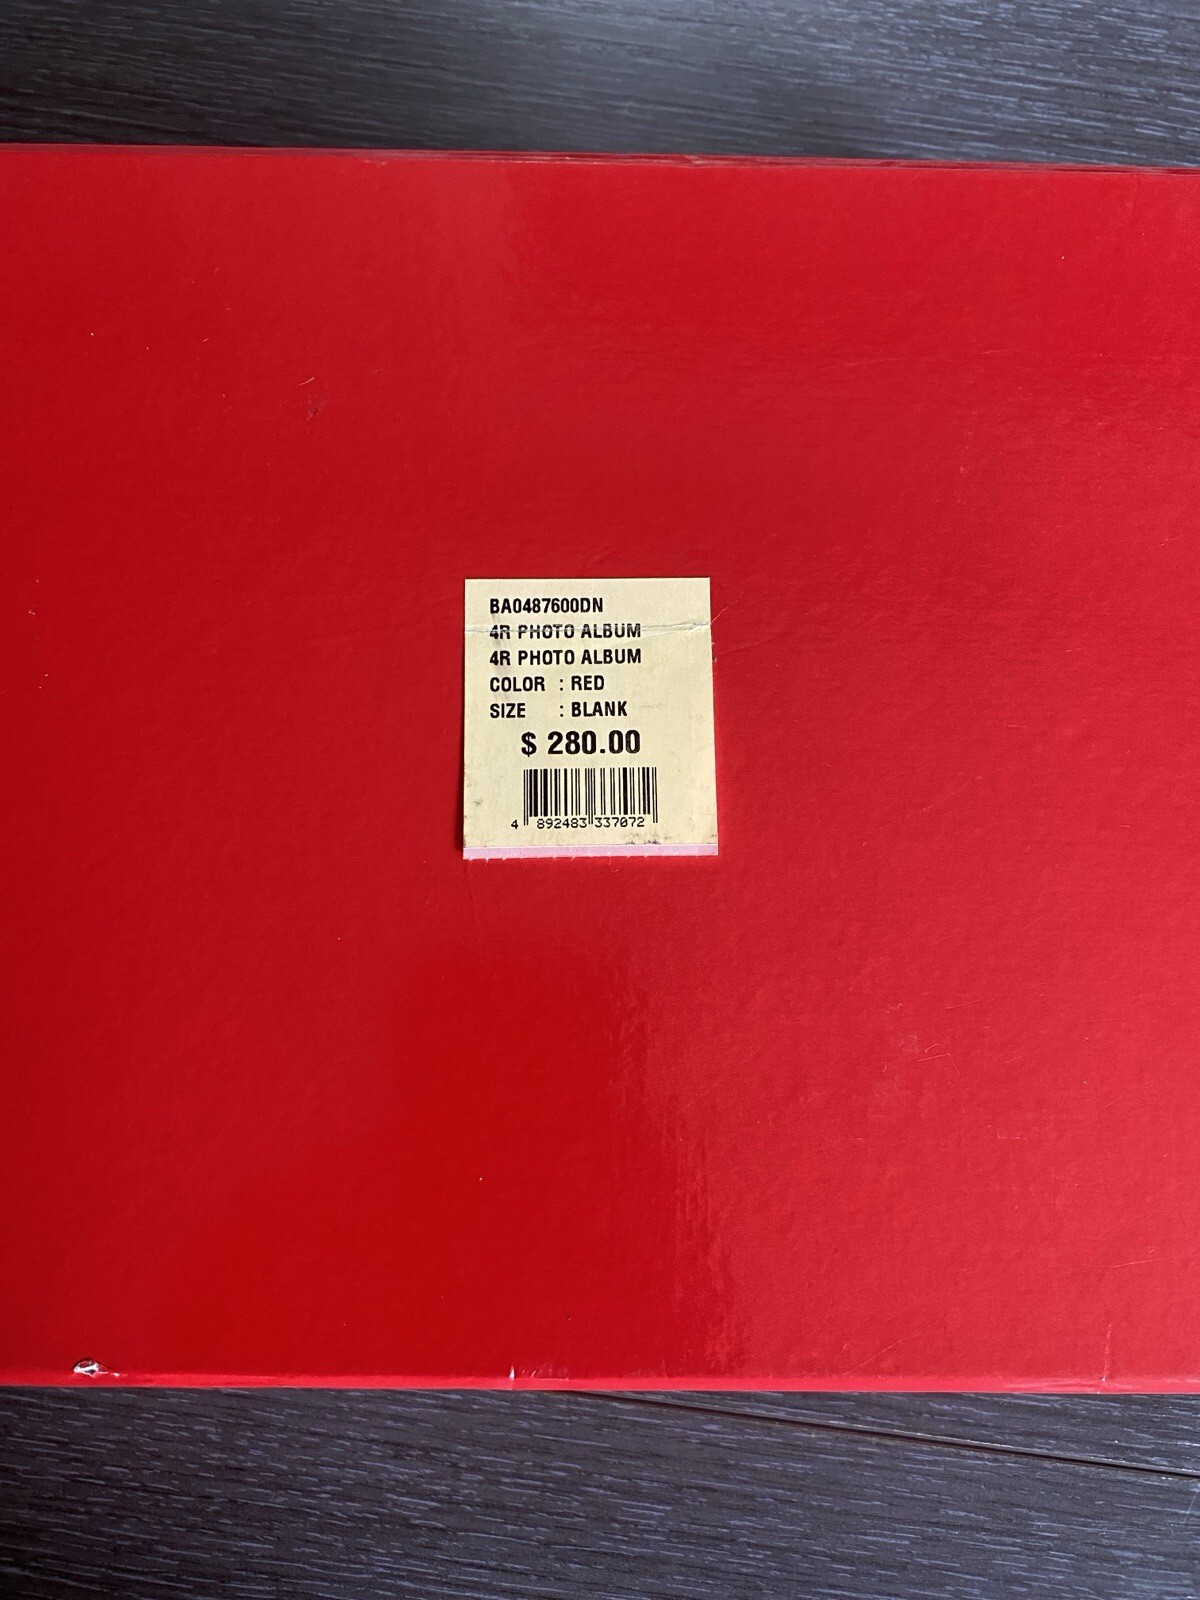 BA0487600DN
4R PHOTO ALBUM
4R PHOTO ALBUM
COLOR : RED
SIZE : BLANK
$ 280.00
4 892483 337072